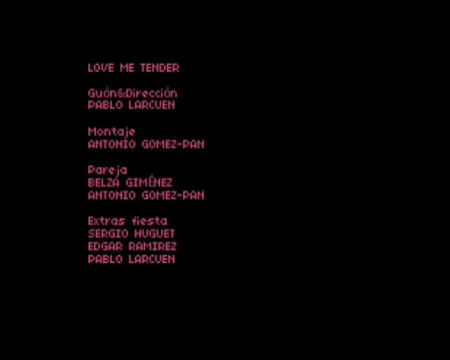 LOVE ME TENDER
Guón&Dirección
PABLO LARCUEN
Montaje
ANTONIO GOMEZ-PAN
Pareja
BELZA GIMÉNEZ
ANTONIO GOMEZ-PAN
Extras fiesta
SERGIO HUGUET
EDGAR RAMIREZ
PABLO LARCUEN